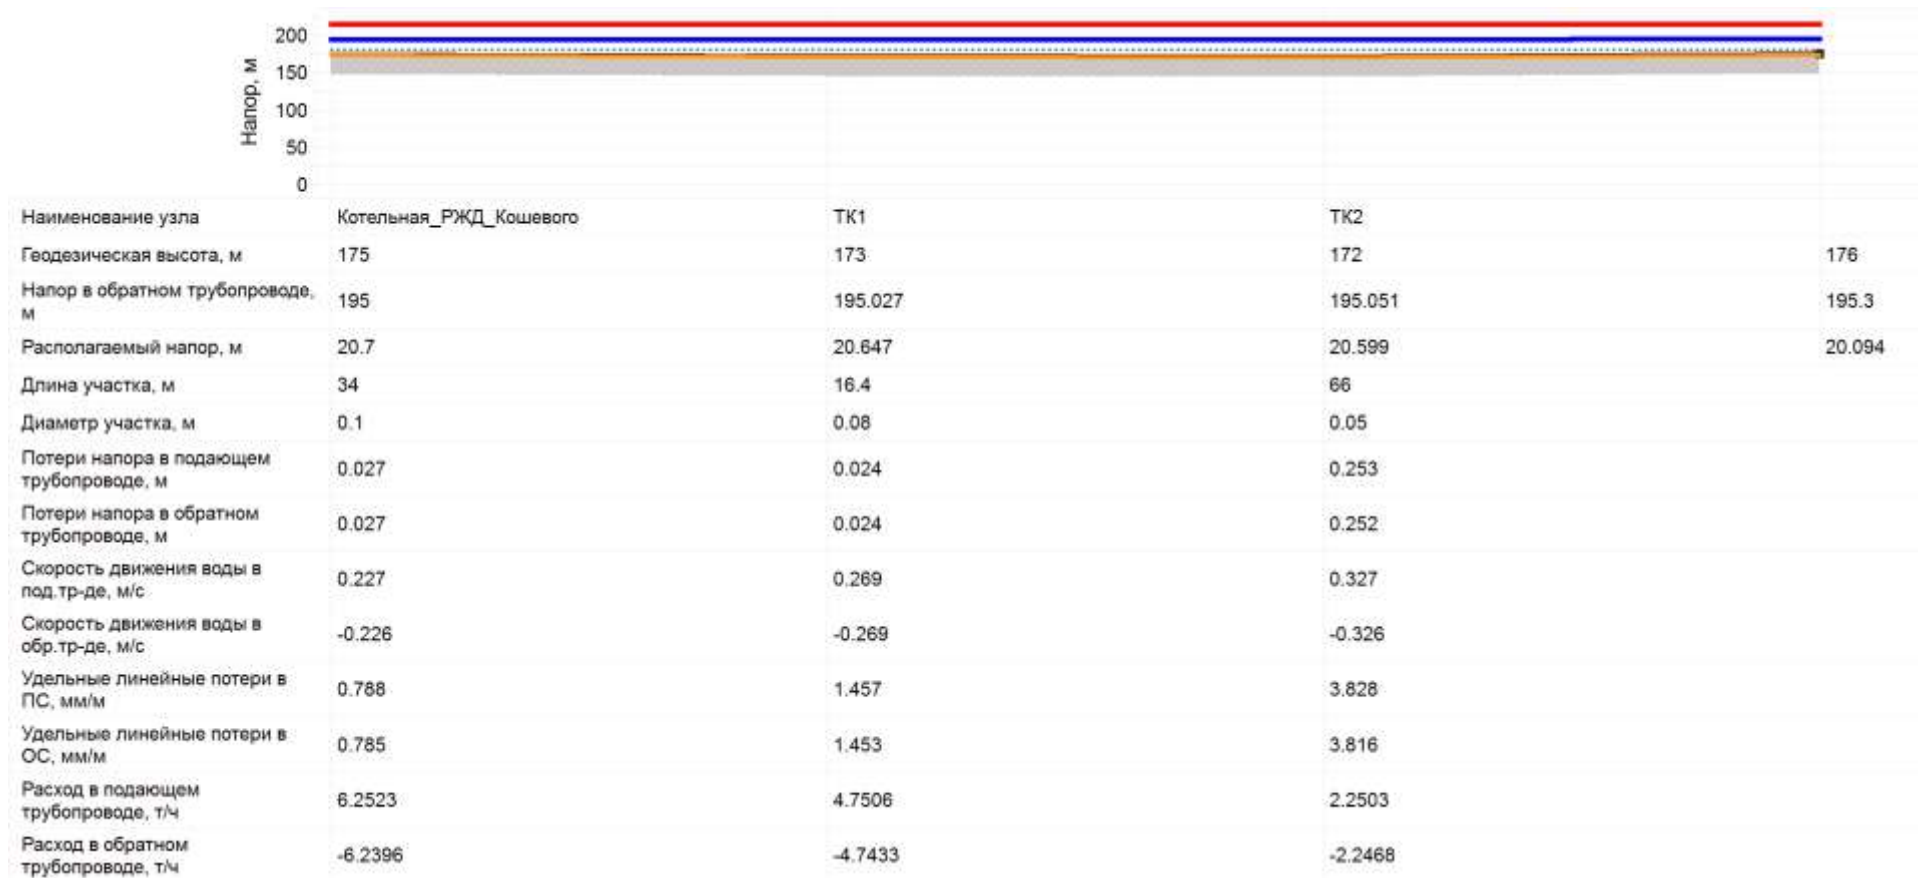 200
150
100
50
0
Напор, м
Наименование узла Котельная_РЖД_Кошевого ТК1 ТК2
Геодезическая высота, м 175 173 172 176
Напор в обратном трубопроводе,
м 195 195.027 195.051 195.3
Располагаемый напор, м 20.7 20.647 20.599 20.094
Длина участка, м 34 16.4 66
Диаметр участка, м 0.1 0.08 0.05
Потери напора в подающем
трубопроводе, м 0.027 0.024 0.253
Потери напора в обратном
трубопроводе, м 0.027 0.024 0.252
Скорость движения воды в
под.тр-де, м/с 0.227 0.269 0.327
Скорость движения воды в
обр.тр-де, м/с -0.226 -0.269 -0.326
Удельные линейные потери в
ПС, мм/м 0.788 1.457 3.828
Удельные линейные потери в
ОС, мм/м 0.785 1.453 3.816
Расход в подающем
трубопроводе, т/ч 6.2523 4.7506 2.2503
Расход в обратном
трубопроводе, т/ч -6.2396 -4.7433 -2.2468